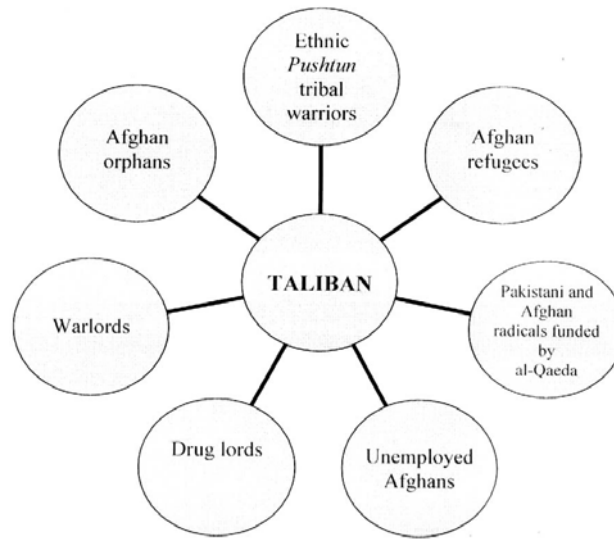 Ethnic
Pushtun
tribal
warriors
Afghan
orphans
Afghan
refugees
TALIBAN
Warlords
Pakistani and
Afghan
radicals funded
by
al-Qaeda
Drug lords
Unemployed
Afghans